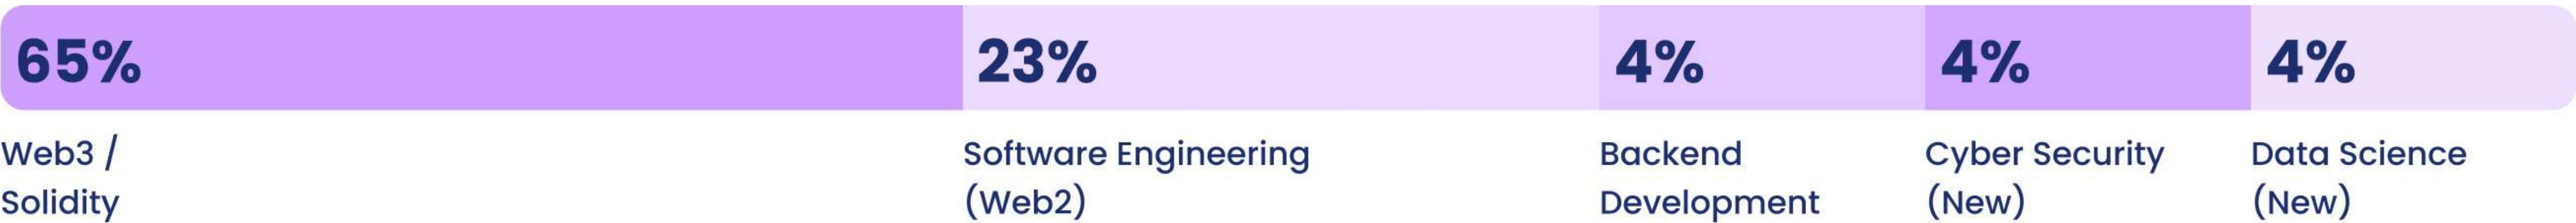 65%
23%
4%
4%
4%
Web3 /
Solidity
Software Engineering
(Web2)
Backend
Development
Cyber Security
(New)
Data Science
(New)